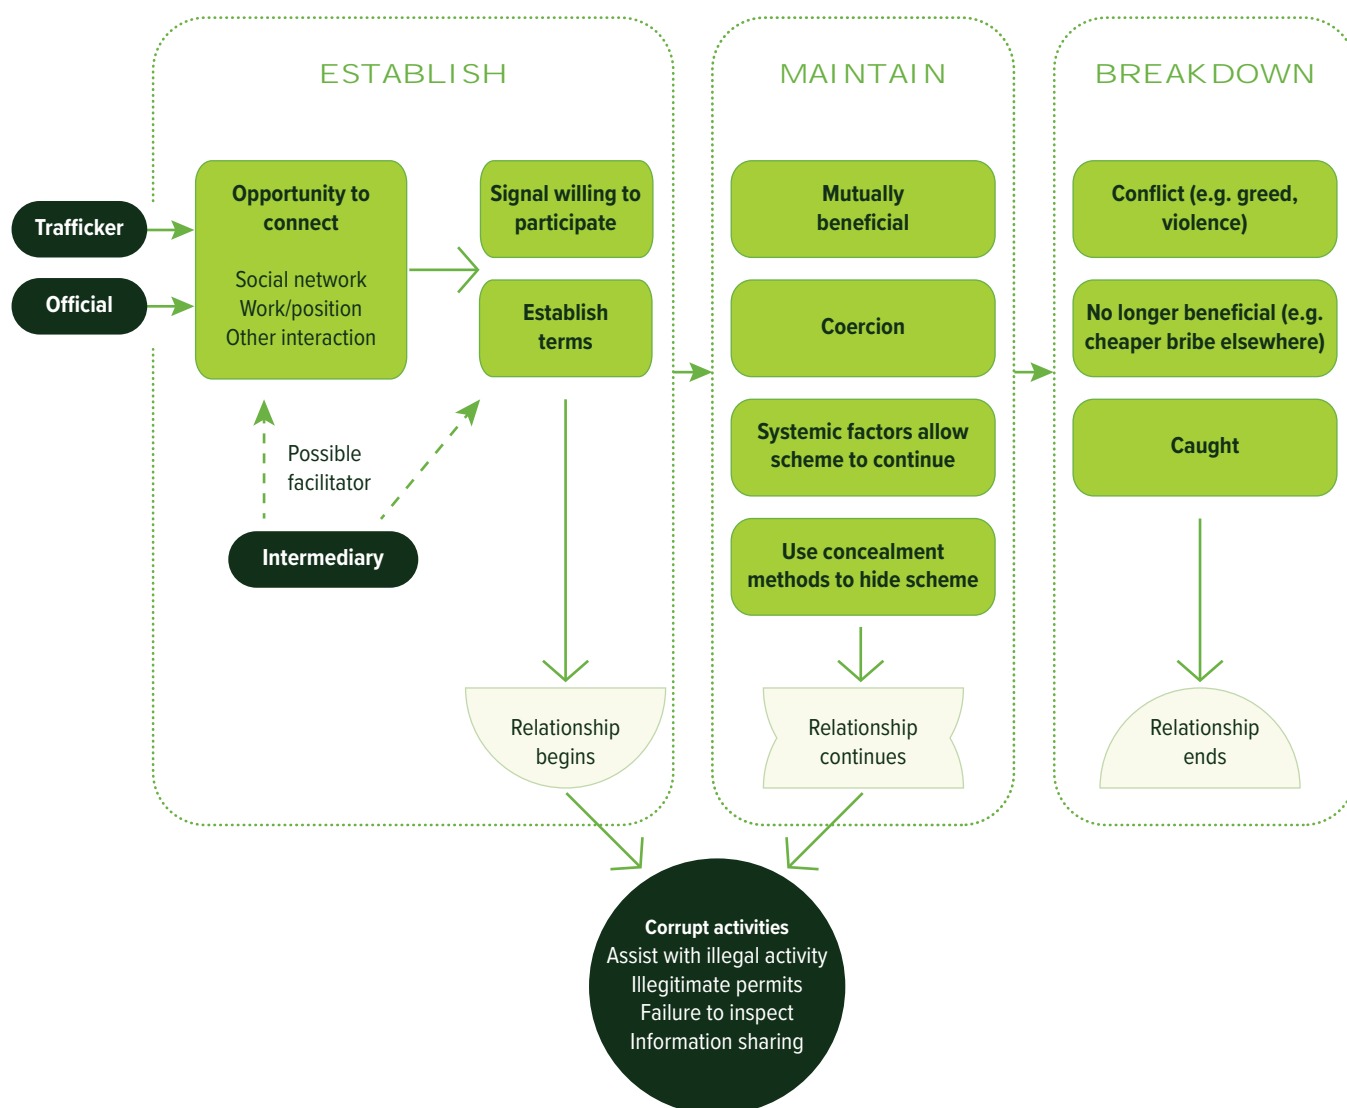 ESTABLISH
MAINTAIN
BREAKDOWN
Trafficker
Official
Opportunity to
connect
Social network
Work/position
Other interaction
Signal willing to
participate
Establish
terms
Possible
facilitator
Intermediary
Relationship
begins
Mutually
beneficial
Coercion
Systemic factors allow
scheme to continue
Use concealment
methods to hide scheme
Relationship
continues
Conflict (e.g. greed,
violence)
No longer beneficial (e.g.
cheaper bribe elsewhere)
Caught
Relationship
ends
Corrupt activities
Assist with illegal activity
Illegitimate permits
Failure to inspect
Information sharing